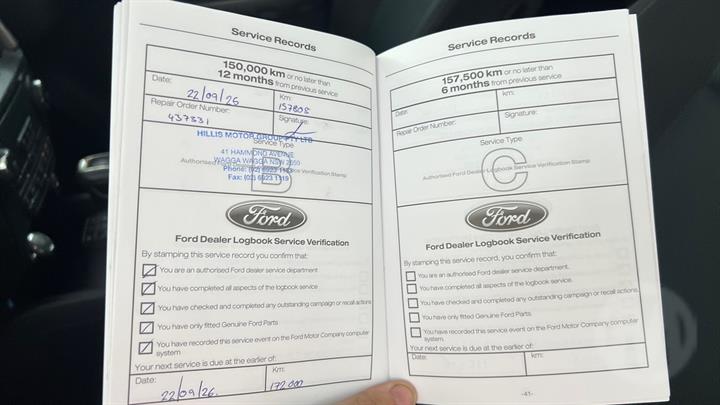 Service Records
150,000 km or no later than
12 months from previous service
Date:
22/09/25
Km:
157808
Repair Order Number:
437331
Signature:
HILLIS MOTOR GROUP PTY LTD
Service Type
41 HAMMOND AVENUE
WAGGA WAGGA NSW 2650
Authorised Ford Dealer Logbook Service Verification Stamp
B
Phone: (02) 6923 11
Fax: (02) 6923 1119
Ford
Ford Dealer Logbook Service Verification
By stamping this service record you confirm that:
You are an authorised Ford dealer service department
You have completed all aspects of the logbook service
You have checked and completed any outstanding campaign or recall actions
You have only fitted Genuine Ford Parts
You have recorded this service event on the Ford Motor Company computer
system
Your next service is due at the earlier of:
Date:
22/09/26.
Km:
172000
Service Records
157,500 km or no later than
6 months from previous service
Date:
km:
Repair Order Number:
Signature:
Service Type
C
Authorised Ford Dealer Logbook Service Verification Stamp
Ford
Ford Dealer Logbook Service Verification
By stamping this service record, you confirm that:
You are an authorised Ford dealer service department.
You have completed all aspects of the logbook service.
You have checked and completed any outstanding campaign or recall actions.
You have only fitted Genuine Ford Parts
You have recorded this service event on the Ford Motor Company computer
system.
Your next service is due at the earlier of:
Date:
km:
-41-